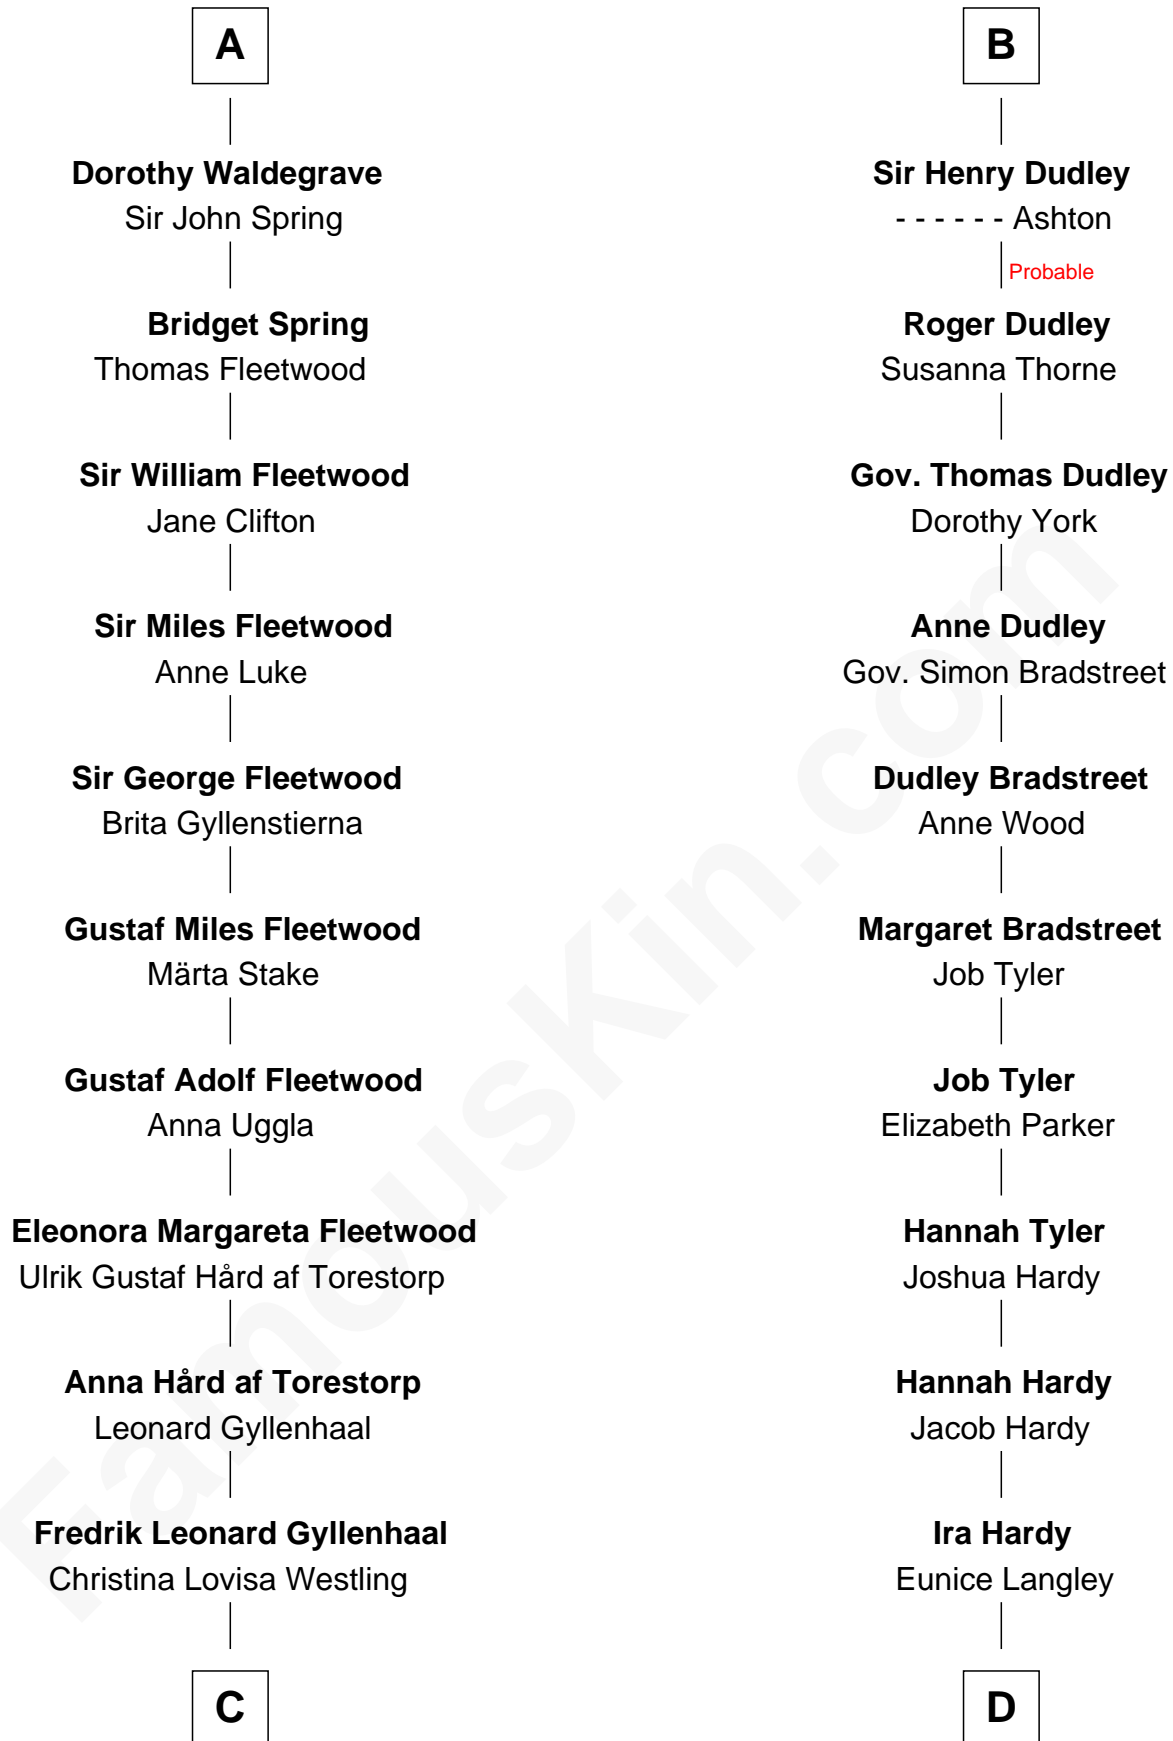 A
Dorothy Waldegrave
Sir John Spring
Bridget Spring
Thomas Fleetwood
Sir William Fleetwood
Jane Clifton
Sir Miles Fleetwood
Anne Luke
Sir George Fleetwood
Brita Gyllenstierna
Gustaf Miles Fleetwood
Märta Stake
Gustaf Adolf Fleetwood
Anna Uggla
Eleonora Margareta Fleetwood
Ulrik Gustaf Hård af Torestorp
Anna Hård af Torestorp
Leonard Gyllenhaal
Fredrik Leonard Gyllenhaal
Christina Lovisa Westling
C
B
Sir Henry Dudley
- - - - - - Ashton
Probable
Roger Dudley
Susanna Thorne
Gov. Thomas Dudley
Dorothy York
Anne Dudley
Gov. Simon Bradstreet
Dudley Bradstreet
Anne Wood
Margaret Bradstreet
Job Tyler
Job Tyler
Elizabeth Parker
Hannah Tyler
Joshua Hardy
Hannah Hardy
Jacob Hardy
Ira Hardy
Eunice Langley
D
FamousKin.com